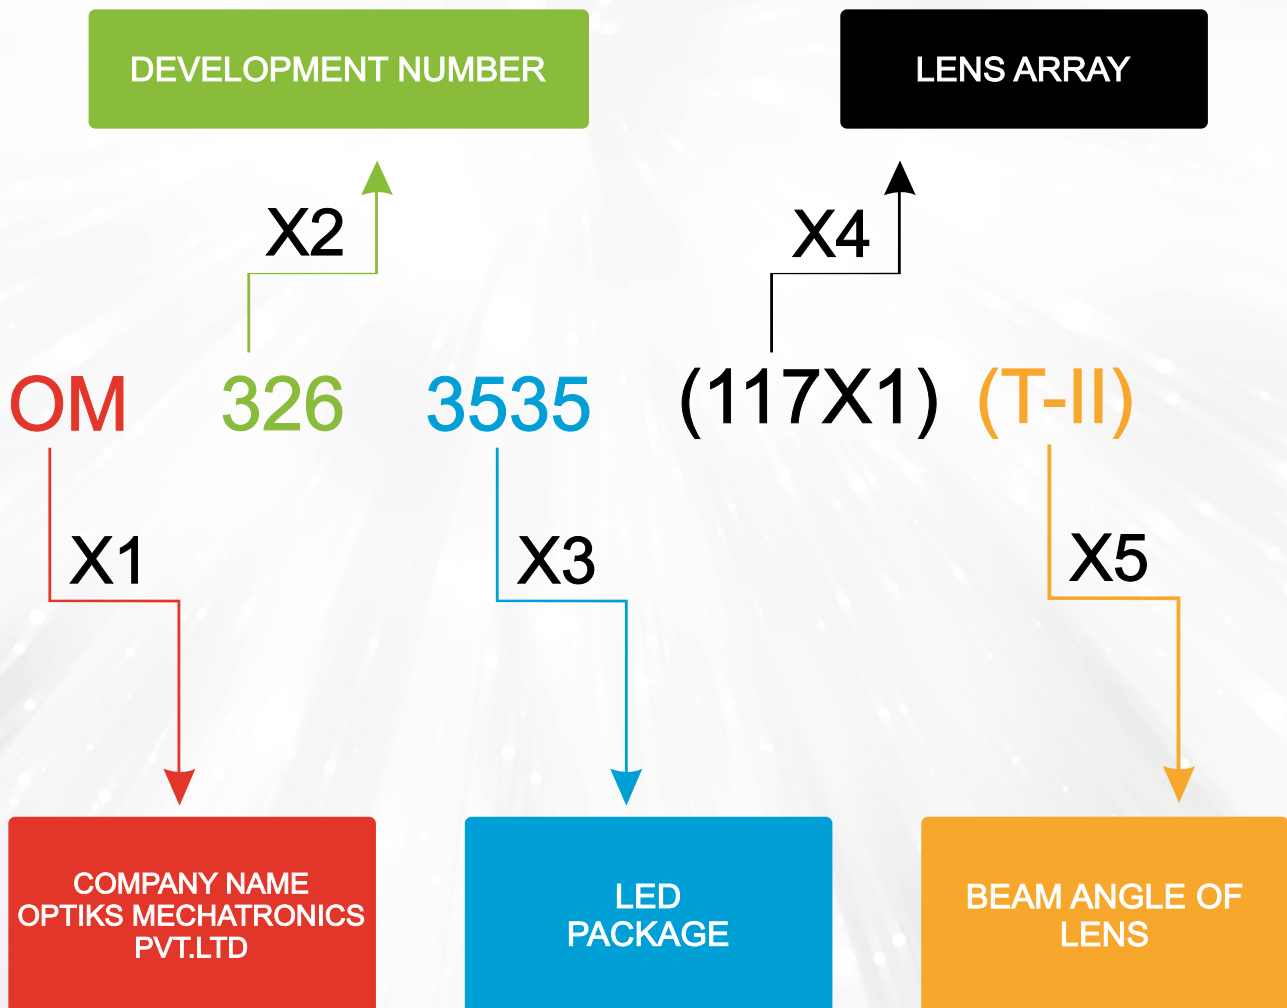 DEVELOPMENT NUMBER
LENS ARRAY
X2
X4
OM 326 3535 (117X1) (T-II)
X1
X3
X5
COMPANY NAME
OPTIKS MECHATRONICS
PVT.LTD
LED
PACKAGE
BEAM ANGLE OF
LENS